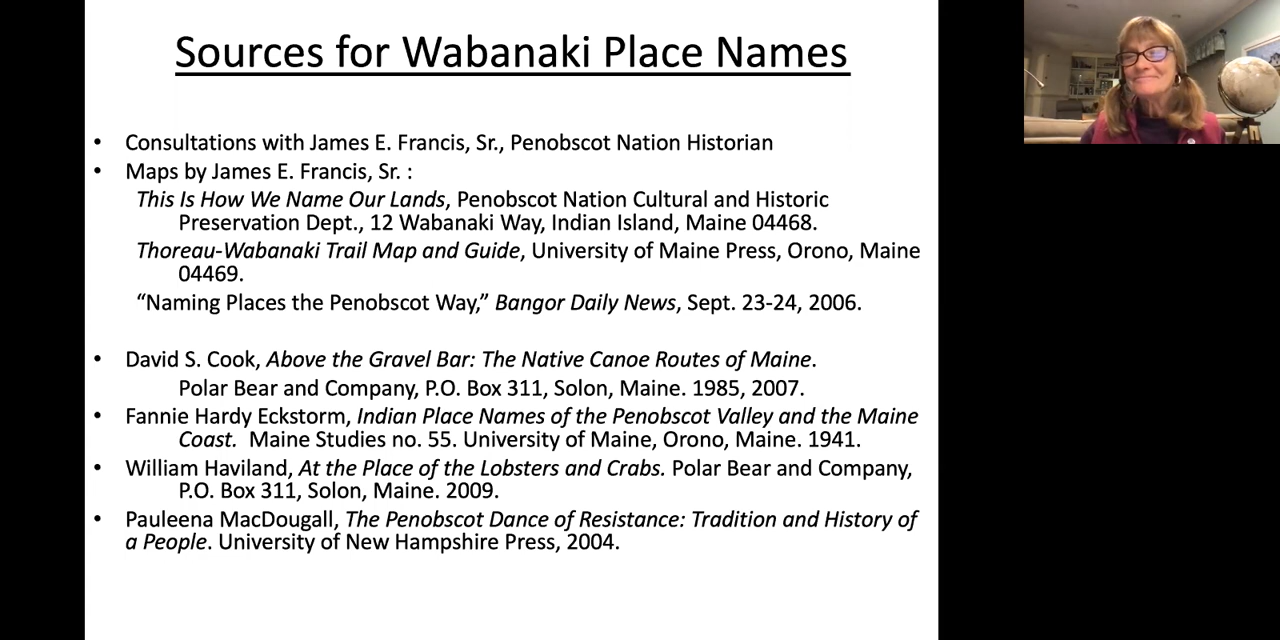 Sources for Wabanaki Place Names
• Consultations with James E. Francis, Sr., Penobscot Nation Historian
• Maps by James E. Francis, Sr. :
This Is How We Name Our Lands, Penobscot Nation Cultural and Historic
Preservation Dept., 12 Wabanaki Way, Indian Island, Maine 04468.
Thoreau-Wabanaki Trail Map and Guide, University of Maine Press, Orono, Maine
04469.
“Naming Places the Penobscot Way,” Bangor Daily News, Sept. 23-24, 2006.
• David S. Cook, Above the Gravel Bar: The Native Canoe Routes of Maine.
Polar Bear and Company, P.O. Box 311, Solon, Maine. 1985, 2007.
• Fannie Hardy Eckstorm, Indian Place Names of the Penobscot Valley and the Maine
Coast. Maine Studies no. 55. University of Maine, Orono, Maine. 1941.
• William Haviland, At the Place of the Lobsters and Crabs. Polar Bear and Company,
P.O. Box 311, Solon, Maine. 2009.
• Pauleena MacDougall, The Penobscot Dance of Resistance: Tradition and History of
a People. University of New Hampshire Press, 2004.